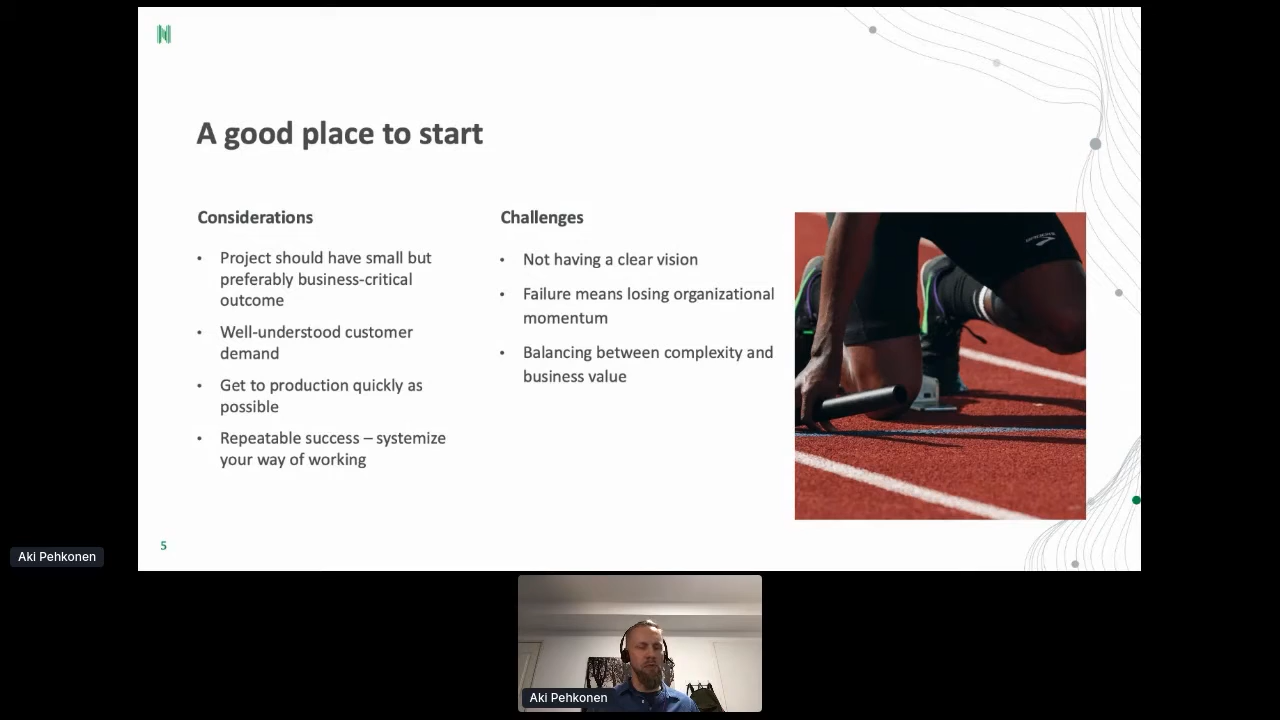 A good place to start
Considerations
• Project should have small but
preferably business-critical
outcome
• Well-understood customer
demand
• Get to production quickly as
possible
• Repeatable success – systemize
your way of working
Challenges
• Not having a clear vision
• Failure means losing organizational
momentum
• Balancing between complexity and
business value
5
Aki Pehkonen
Aki Pehkonen